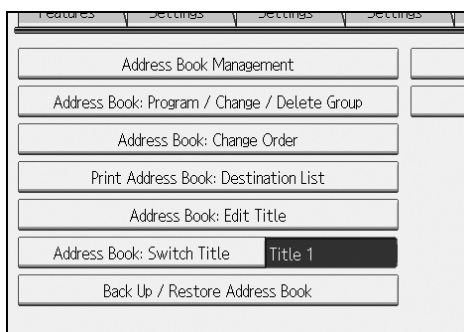 Features Settings Settings Settings
Address Book Management
Address Book: Program / Change / Delete Group
Address Book: Change Order
Print Address Book: Destination List
Address Book: Edit Title
Address Book: Switch Title Title 1
Back Up / Restore Address Book